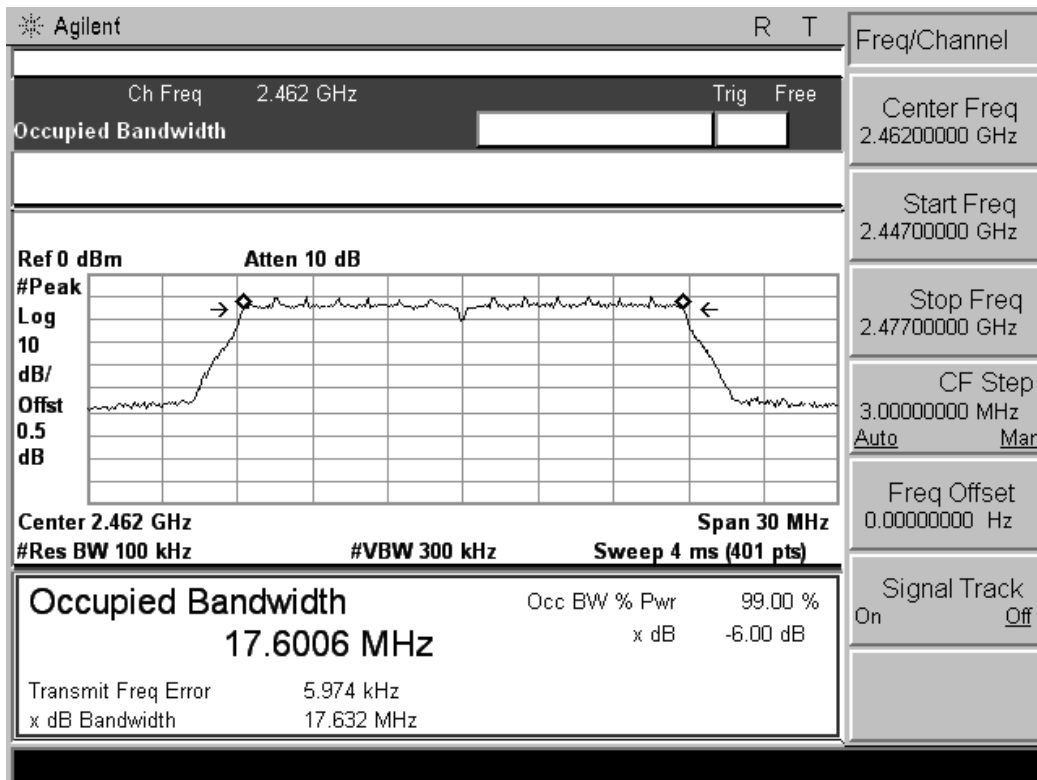 Agilent R T
Freq/Channel
Ch Freq 2.462 GHz Trig Free
Occupied Bandwidth
Center Freq
2.46200000 GHz
Start Freq
2.44700000 GHz
Stop Freq
2.47700000 GHz
CF Step
3.00000000 MHz
Auto Mar
Freq Offset
0.00000000 Hz
Signal Track
On Off
Ref 0 dBm Atten 10 dB
#Peak
Log
10
dB/
Offst
0.5
dB
Center 2.462 GHz Span 30 MHz
#Res BW 100 kHz #VBW 300 kHz Sweep 4 ms (401 pts)
Occupied Bandwidth Occ BW % Pwr 99.00 %
17.6006 MHz x dB -6.00 dB
Transmit Freq Error 5.974 kHz
x dB Bandwidth 17.632 MHz